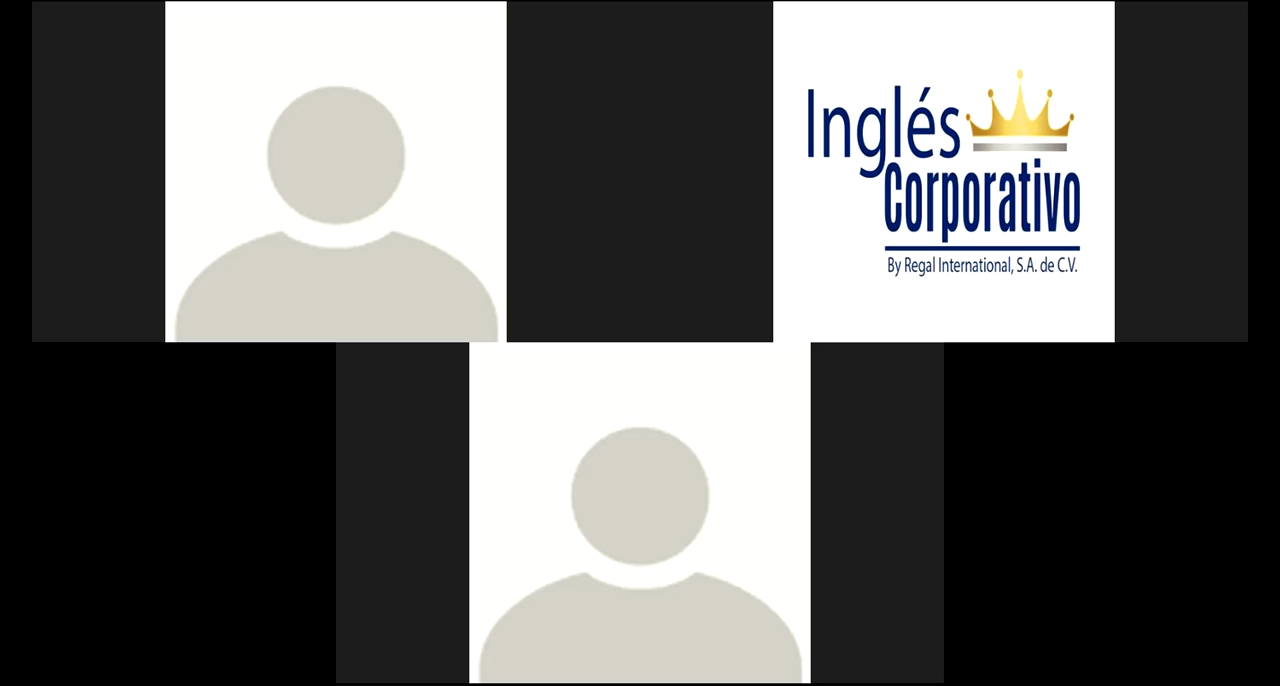 Inglés
Corporativo
By Regal International, S.A. de C.V.